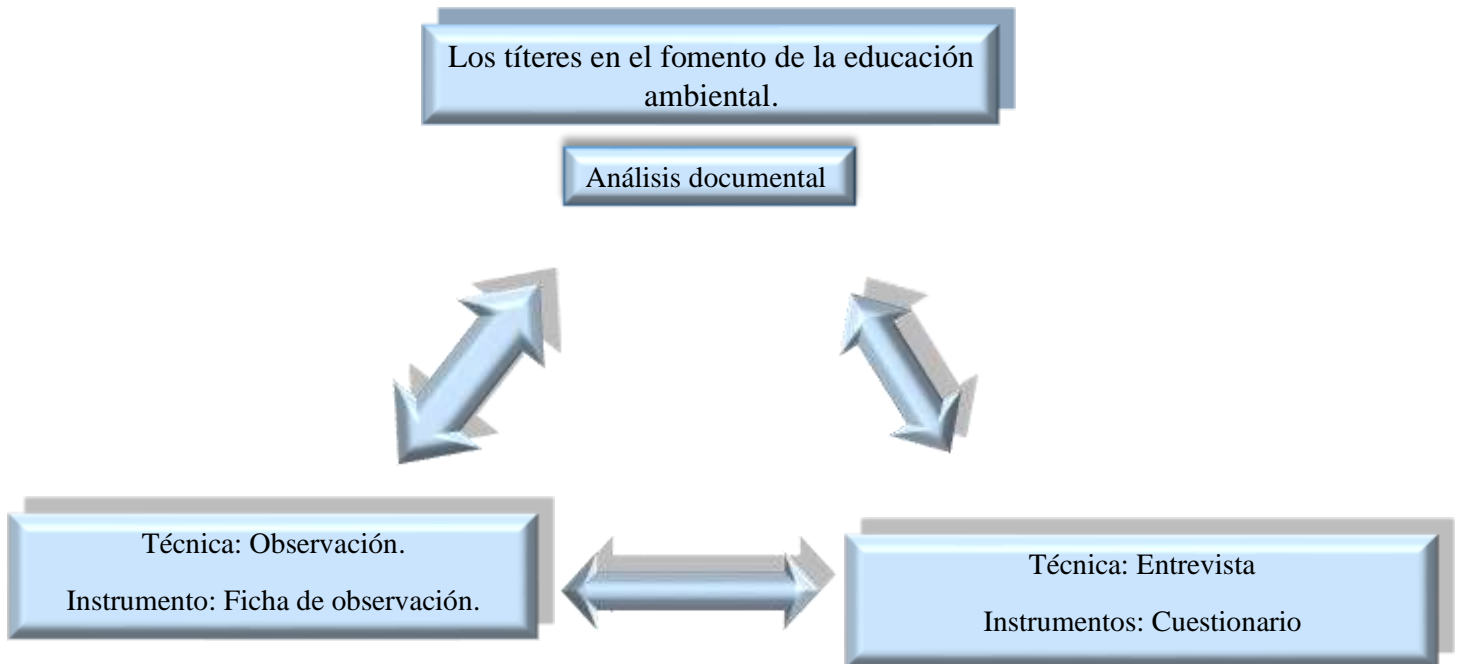 Los títeres en el fomento de la educación
ambiental.
Análisis documental
Técnica: Observación.
Instrumento: Ficha de observación.
Técnica: Entrevista
Instrumentos: Cuestionario